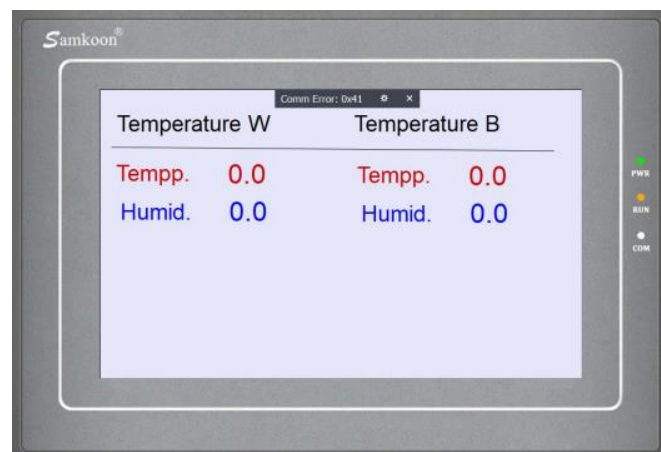 Samkoon®
Comm Error: 0x41
Temperature W Temperature B
Tempp. 0.0 Tempp. 0.0
Humid. 0.0 Humid. 0.0
PWR
RUN
COM